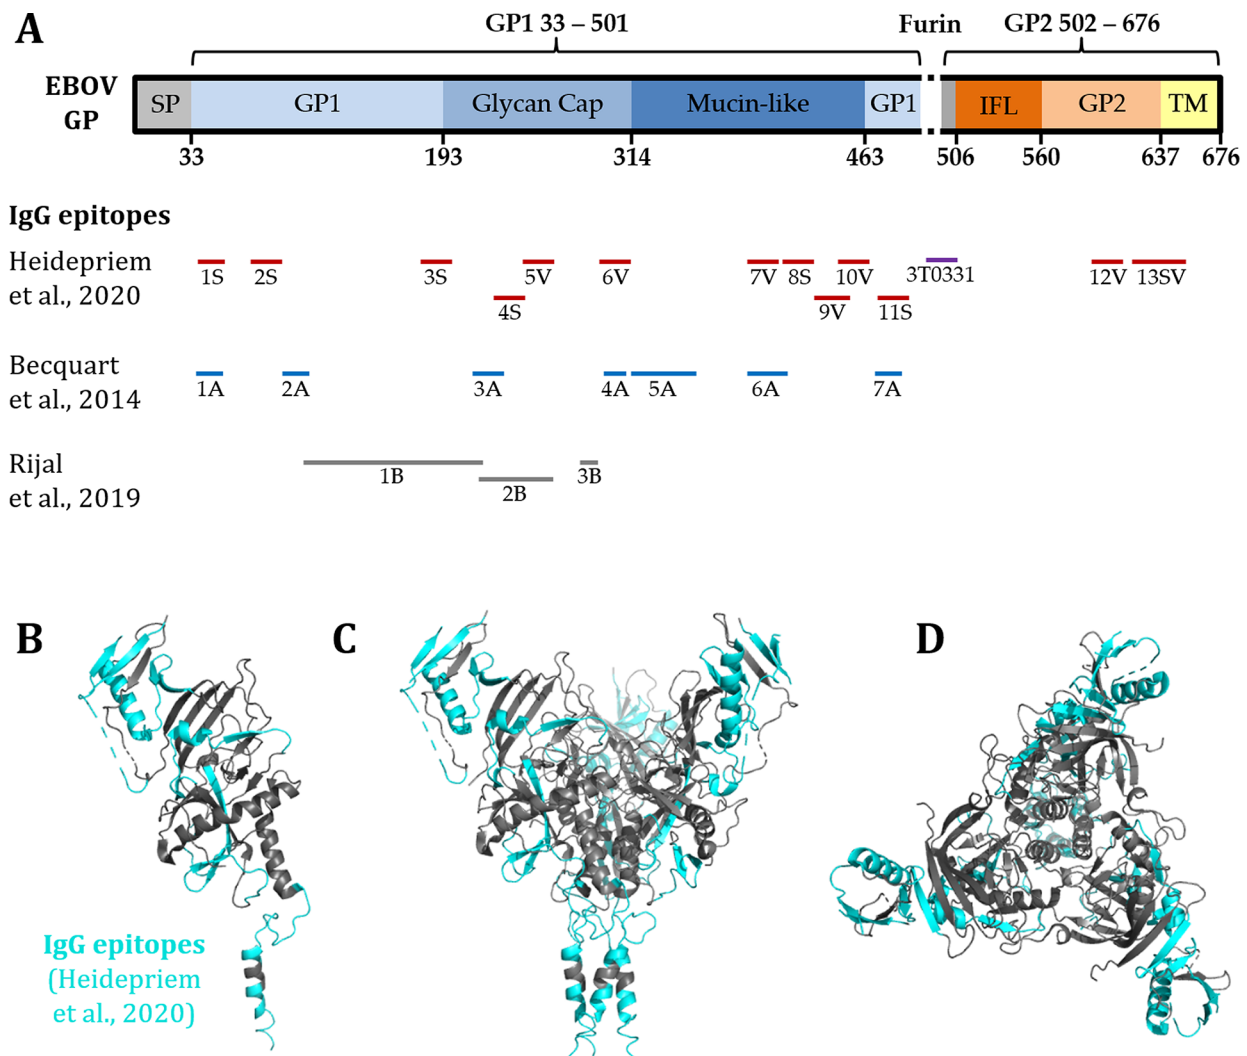 A
GP1 33 – 501
Furin
GP2 502 – 676
EBOV
GP
SP
GP1
Glycan Cap
Mucin-like
GP1
IFL
GP2
TM
33
193
314
463
506
560
637
676
IgG epitopes
Heidepriem
et al., 2020
1S
2S
3S
4S
5V
6V
7V
8S
9V
10V
11S
3T0331
12V
13SV
Becquart
et al., 2014
1A
2A
3A
4A
5A
6A
7A
Rijal
et al., 2019
1B
2B
3B
B
C
D
IgG epitopes
(Heidepriem
et al., 2020)